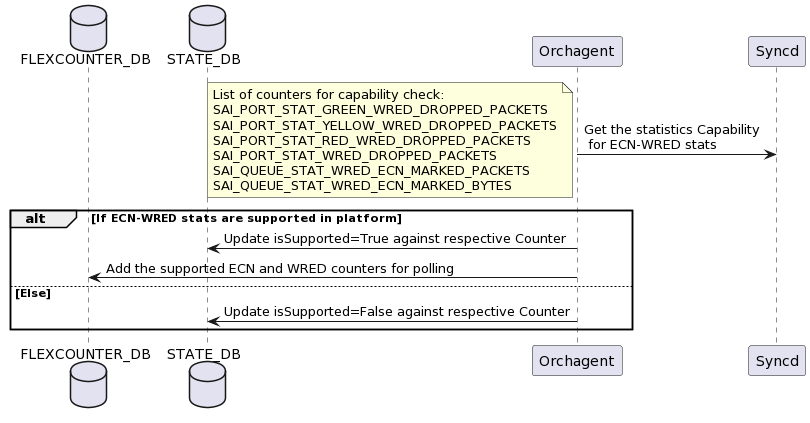 FLEXCOUNTER_DB
STATE_DB
Orchagent
Syncd
List of counters for capability check:
SAI_PORT_STAT_GREEN_WRED_DROPPED_PACKETS
SAI_PORT_STAT_YELLOW_WRED_DROPPED_PACKETS
SAI_PORT_STAT_RED_WRED_DROPPED_PACKETS
SAI_PORT_STAT_WRED_DROPPED_PACKETS
SAI_QUEUE_STAT_WRED_ECN_MARKED_PACKETS
SAI_QUEUE_STAT_WRED_ECN_MARKED_BYTES
Get the statistics Capability
for ECN-WRED stats
alt
[If ECN-WRED stats are supported in platform]
Update isSupported=True against respective Counter
Add the supported ECN and WRED counters for polling
[Else]
Update isSupported=False against respective Counter
FLEXCOUNTER_DB
STATE_DB
Orchagent
Syncd